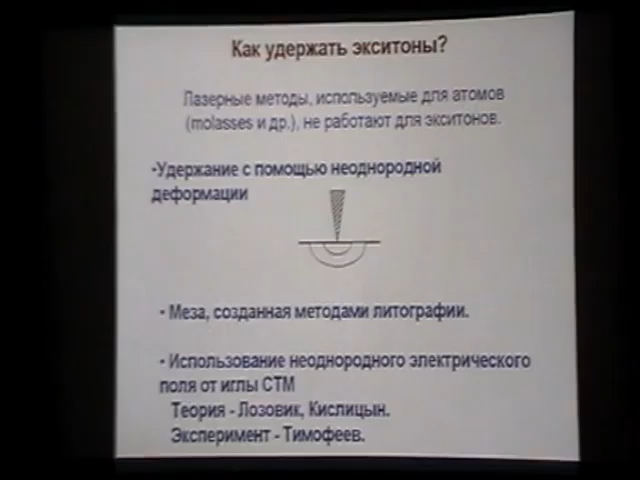 Как удержать экситоны?
Лазерные методы, используемые для атомов
(molasses и др.), не работают для экситонов.
•Удержание с помощью неоднородной
деформации
• Меза, созданная методами литографии.
• Использование неоднородного электрического
поля от иглы СТМ
Теория - Лозовик, Кислицын.
Эксперимент - Тимофеев.